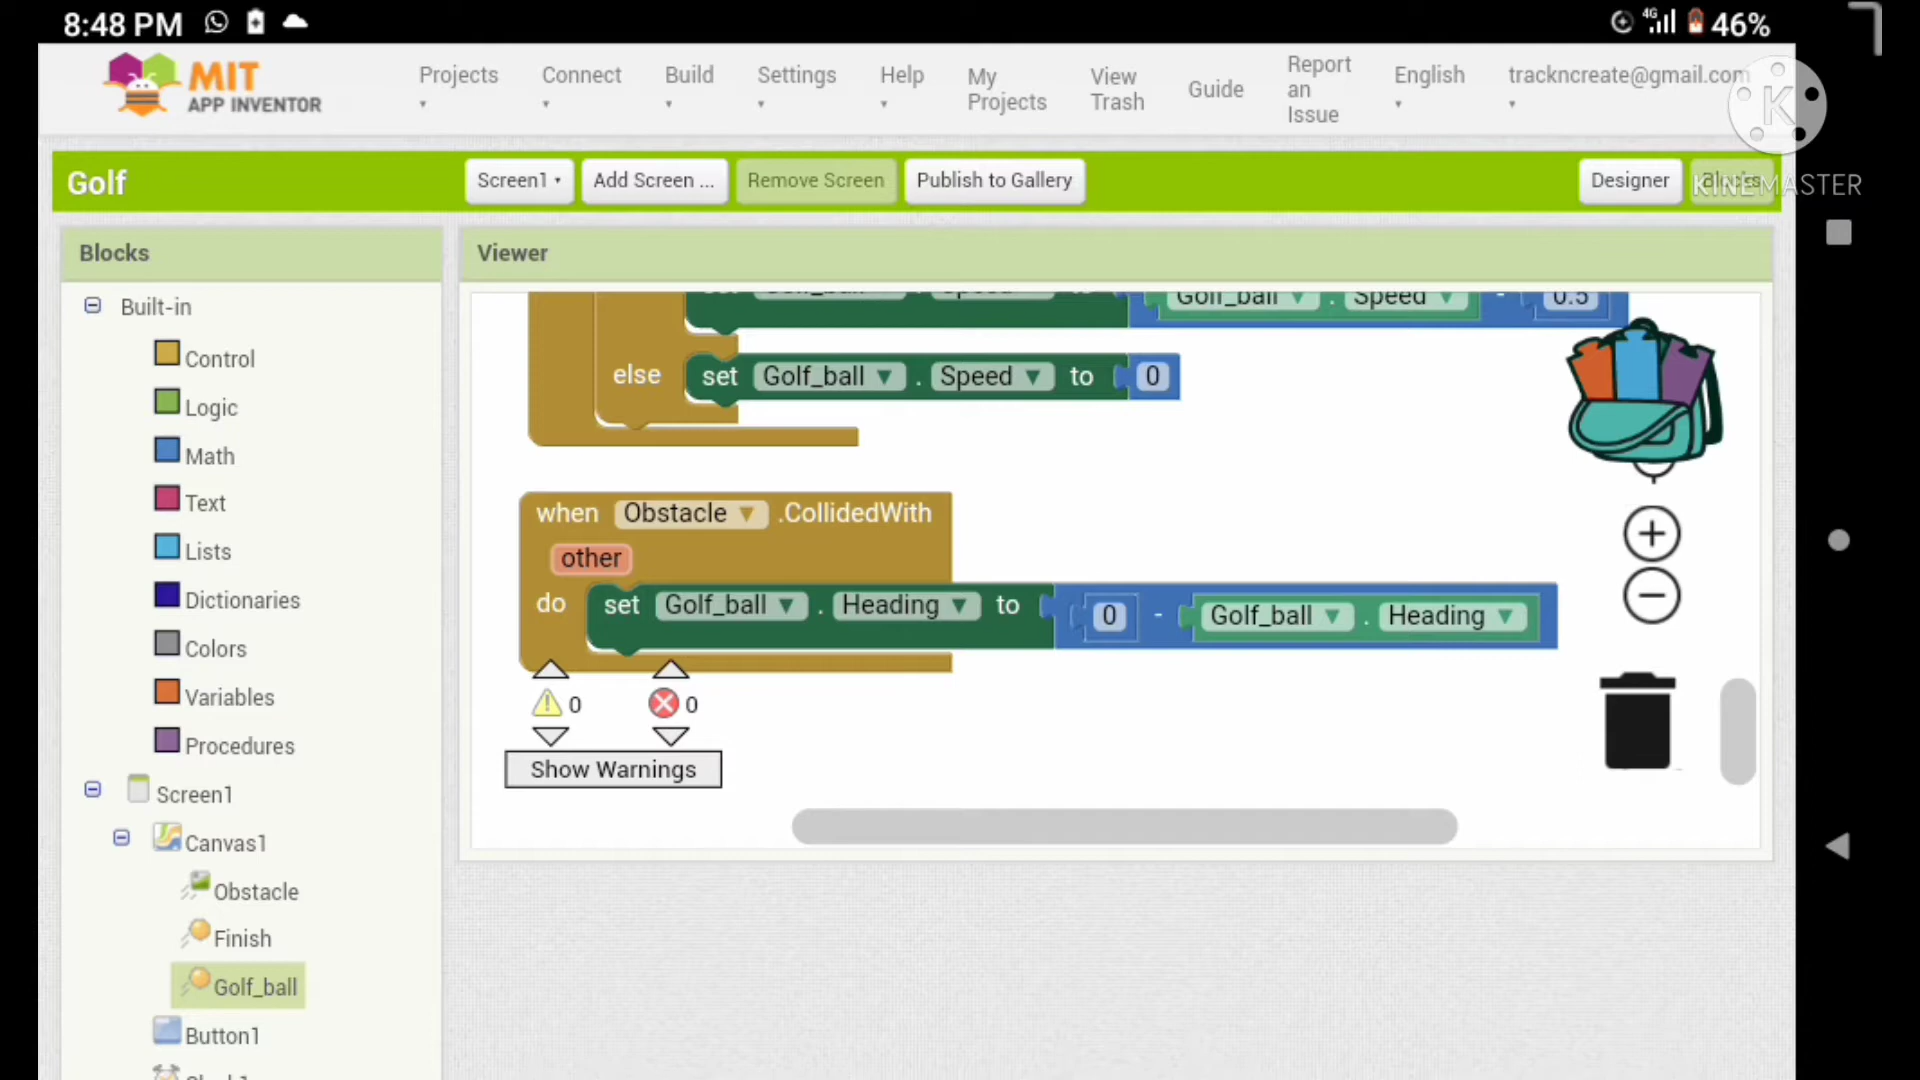 8:48 PM
4G
46%
MIT
APP INVENTOR
Projects
Connect
Build
Settings
Help
My
Projects
View
Trash
Guide
Report
an
Issue
English
trackncreate@gmail.com
K
KINEMASTER
Golf
Screen1
Add Screen ...
Remove Screen
Publish to Gallery
Designer
Blocks
Viewer
Built-in
Control
Logic
Math
Text
Lists
Dictionaries
Colors
Variables
Procedures
Screen1
Canvas1
Obstacle
Finish
Golf_ball
Button1
Golf_ball . Speed - 0.5
else set Golf_ball . Speed to 0
when Obstacle .CollidedWith
other
do set Golf_ball . Heading to 0 - Golf_ball . Heading
0 0
Show Warnings